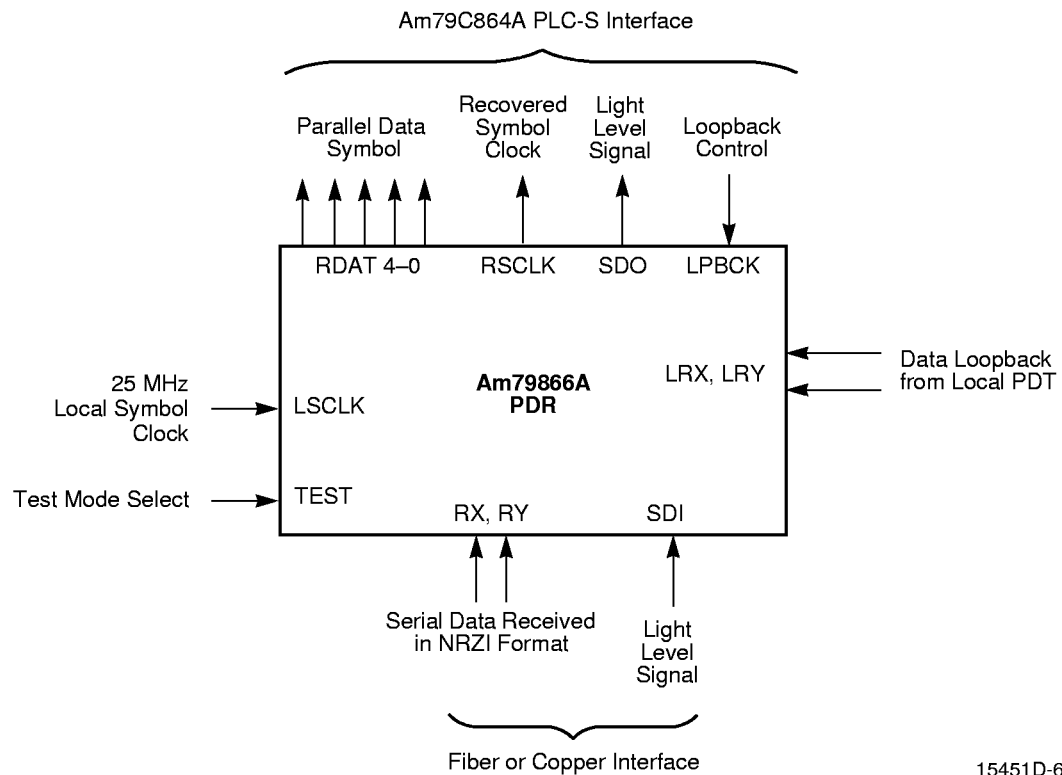 Am79C864A PLC-S Interface
Parallel Data
Symbol
Recovered
Symbol
Clock
Light
Level
Signal
Loopback
Control
RDAT 4–0
RSCLK
SDO
LPBCK
LRX, LRY
Data Loopback
from Local PDT
Am79866A
PDR
25 MHz
Local Symbol
Clock
LSCLK
Test Mode Select
TEST
RX, RY
SDI
Serial Data Received
in NRZI Format
Light
Level
Signal
Fiber or Copper Interface
15451D-6